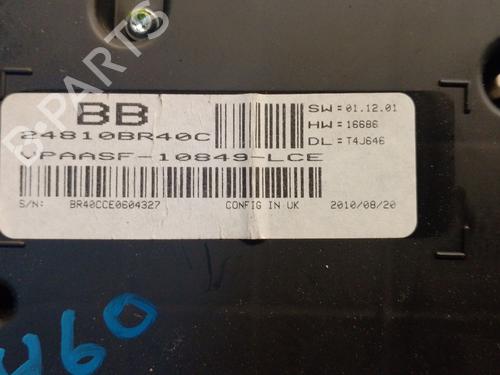 BB
24810BR40C
VPAASF-10849-LCE
SW: 01.12.01
HW: 16686
DL: T4J646
S/N: BR40CCE0604327 CONFIG IN UK 2010/08/20
B